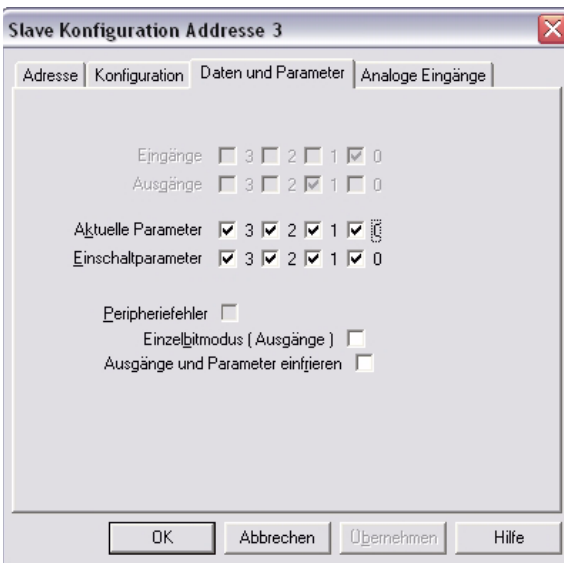 Slave Konfiguration Addresse 3
Adresse Konfiguration Daten und Parameter Analoge Eingänge
Eingänge 3 2 1 0
Ausgänge 3 2 1 0
Aktuelle Parameter 3 2 1 0
Einschaltparameter 3 2 1 0
Peripheriefehler
Einzelbitmodus ( Ausgänge )
Ausgänge und Parameter einfrieren
OK Abbrechen Übernehmen Hilfe